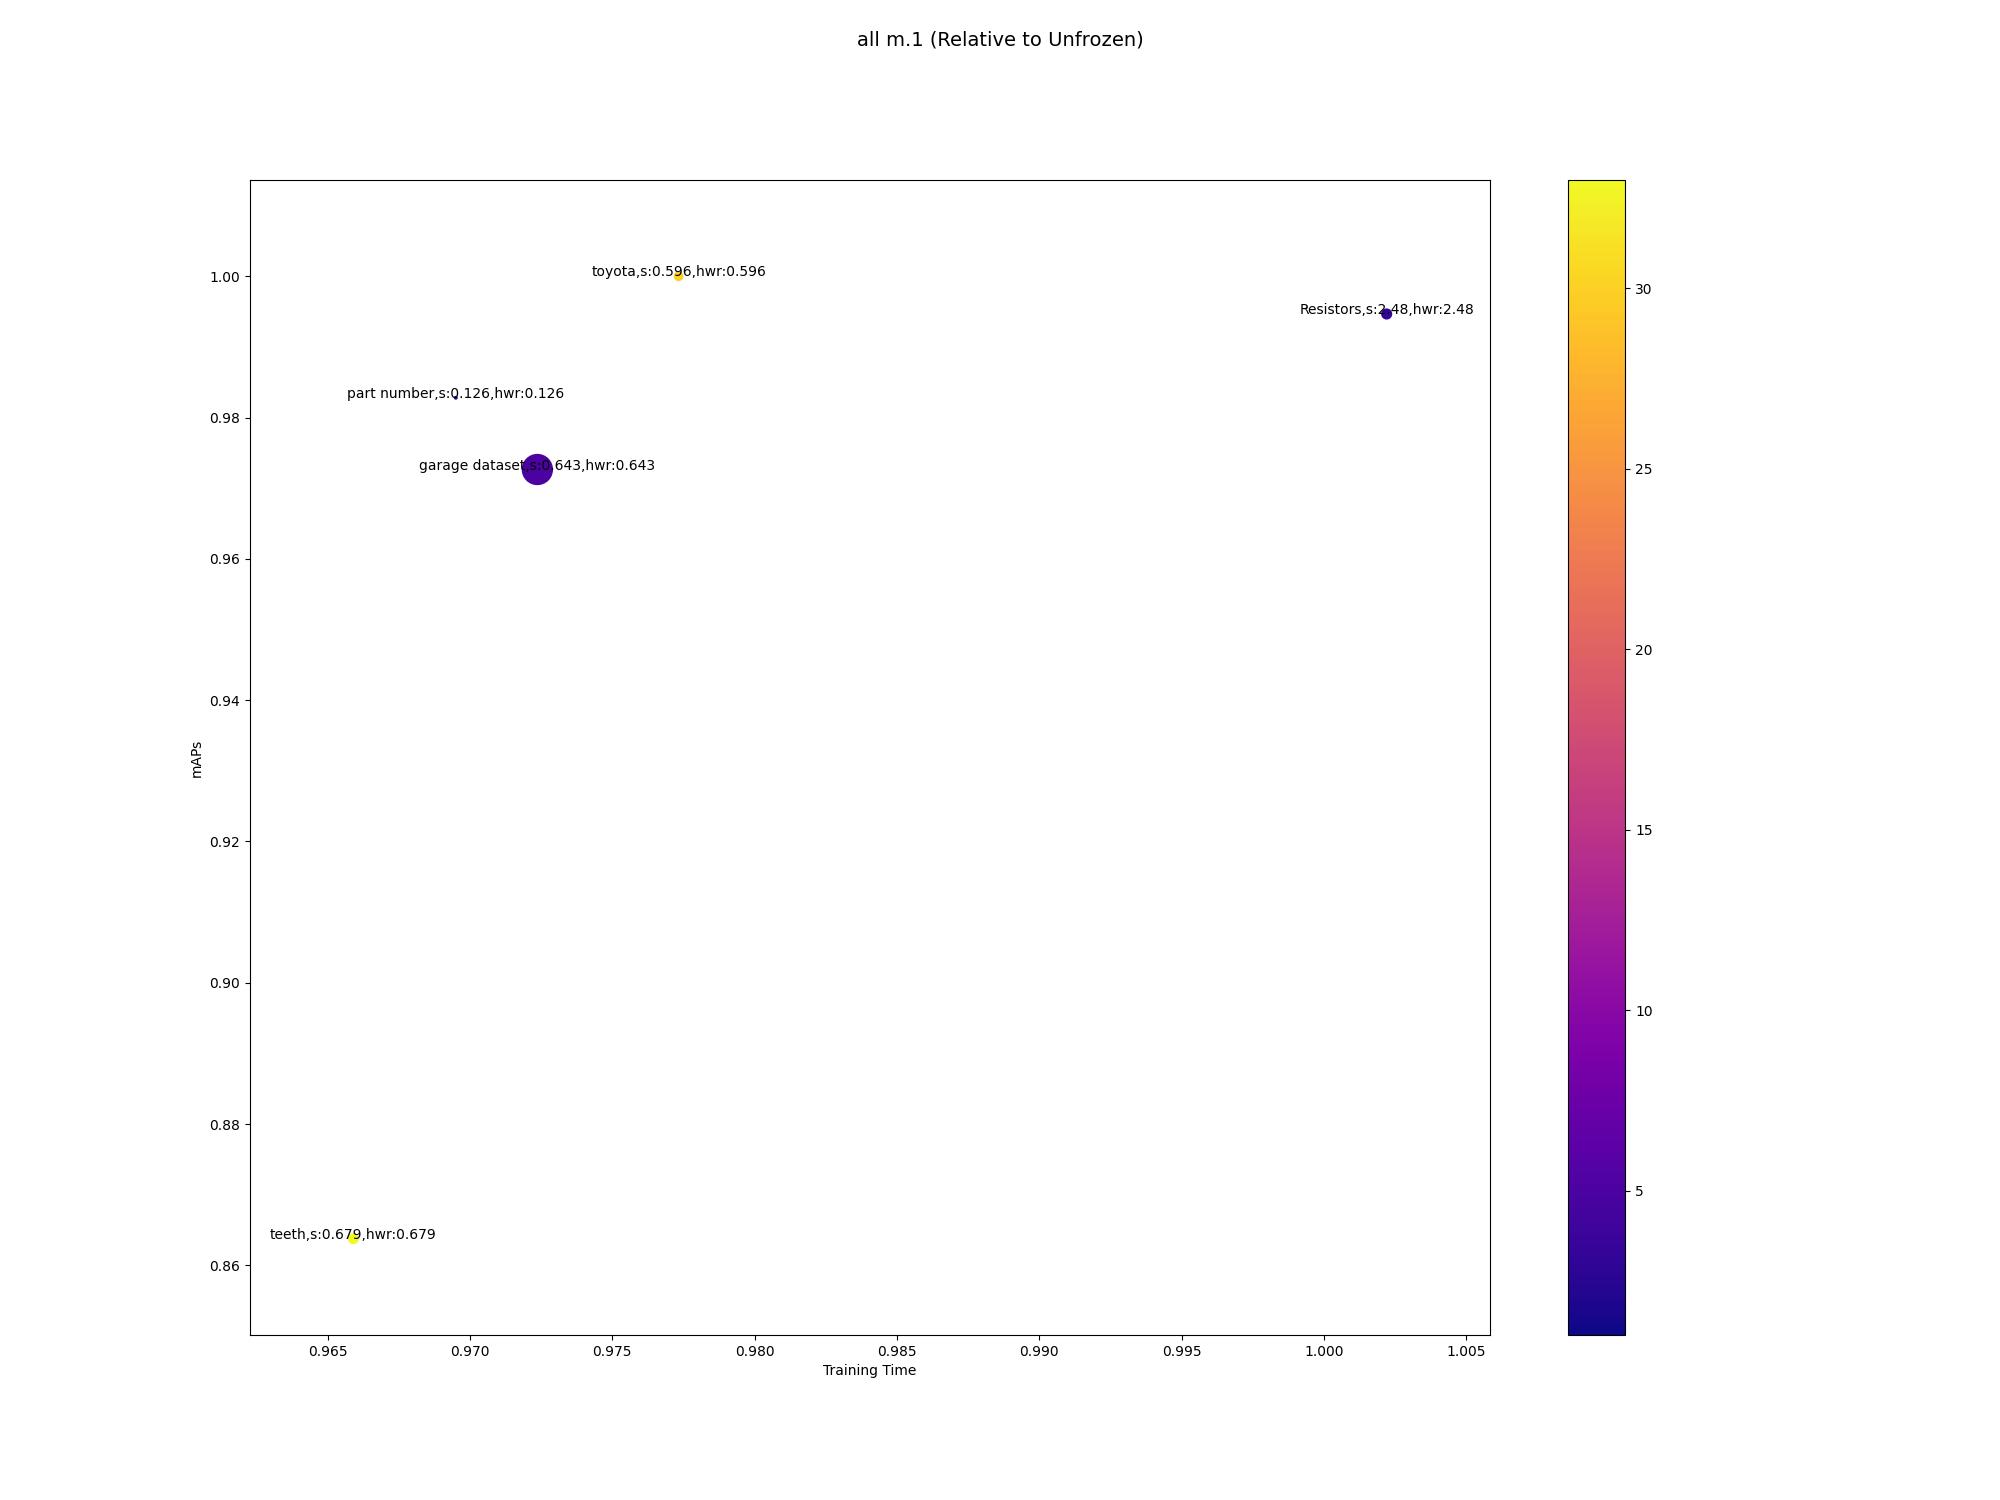 all m.1 (Relative to Unfrozen)
toyota,s:0.596,hwr:0.596
Resistors,s:2.48,hwr:2.48
part number,s:0.126,hwr:0.126
garage dataset,s:0.643,hwr:0.643
teeth,s:0.679,hwr:0.679
mAPs
1.00
0.98
0.96
0.94
0.92
0.90
0.88
0.86
0.965 0.970 0.975 0.980 0.985 0.990 0.995 1.000 1.005
Training Time
30
25
20
15
10
5